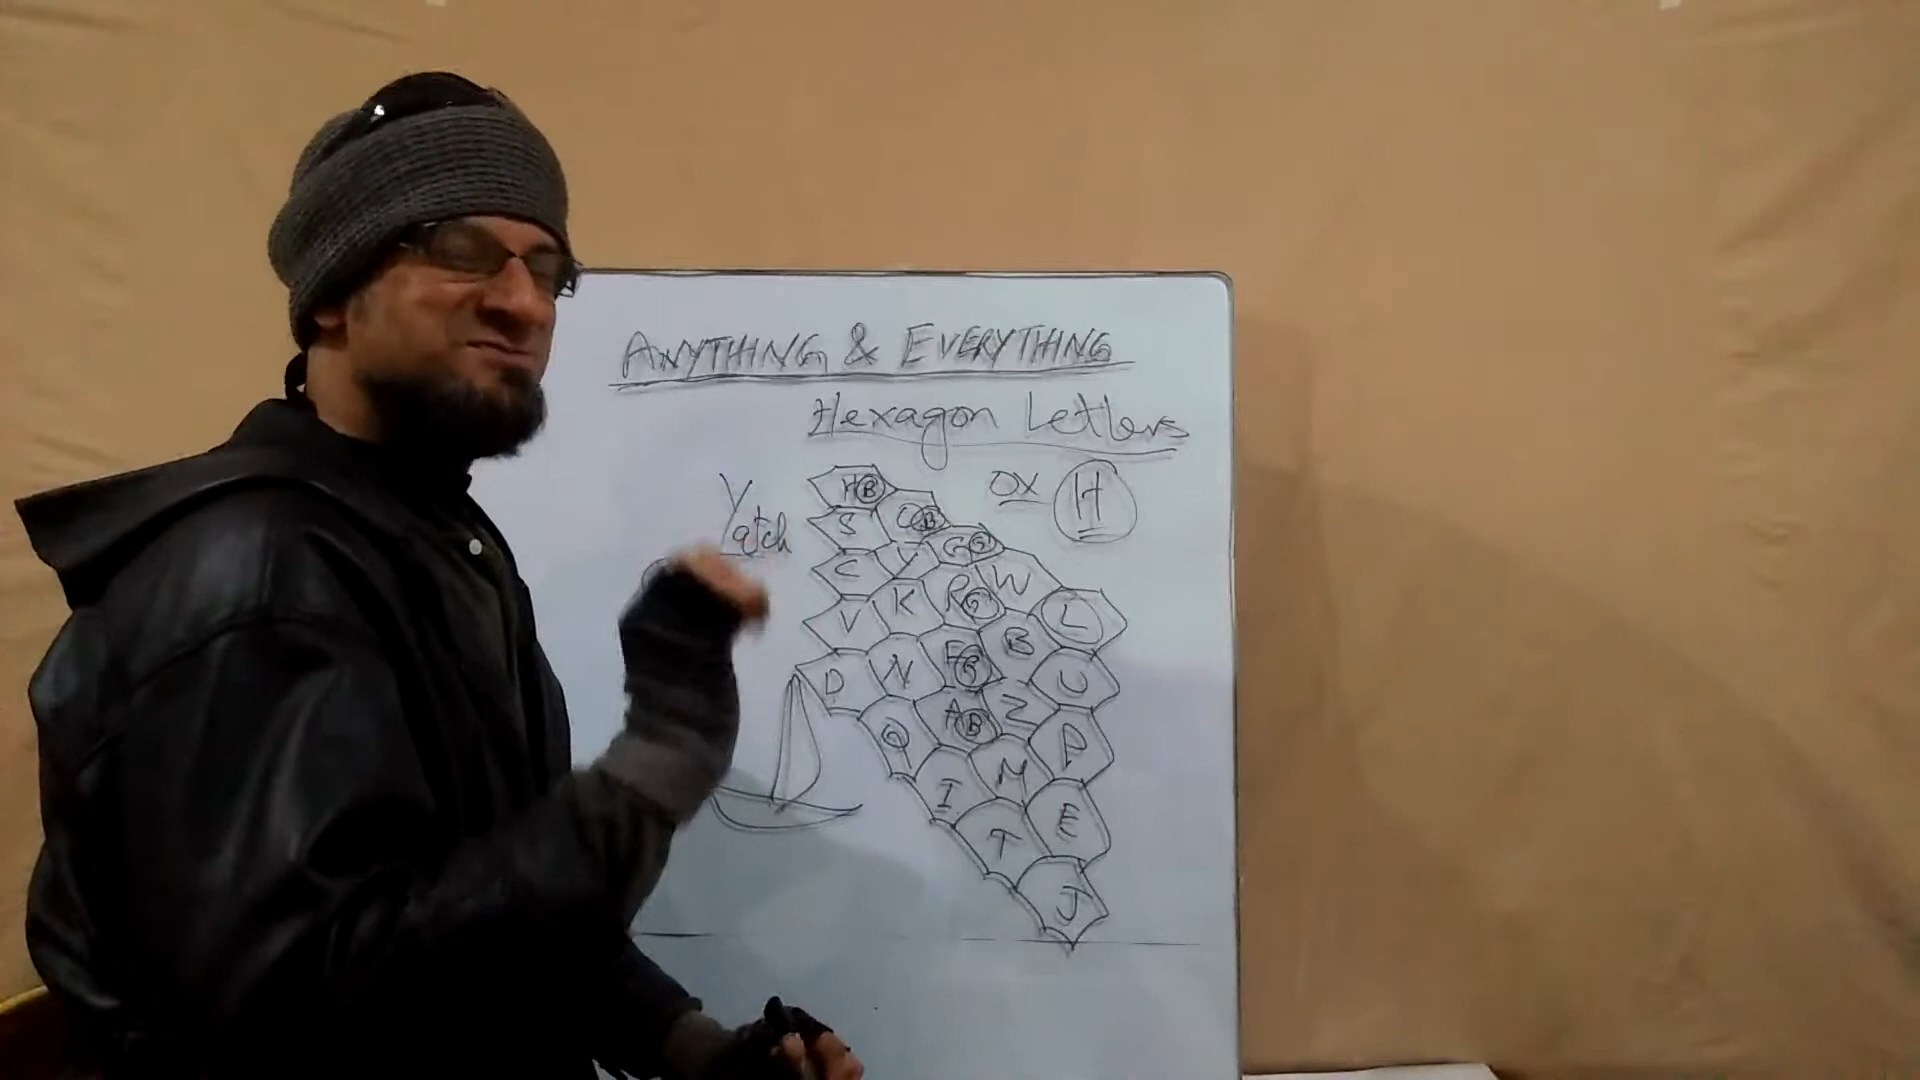 ANYTHING & EVERYTHING
Hexagon Letters
Yatch
OX H
H B
S C B
C Y G G
V K R G W L
D N F B B U
O A B Z P
I M E
T
J